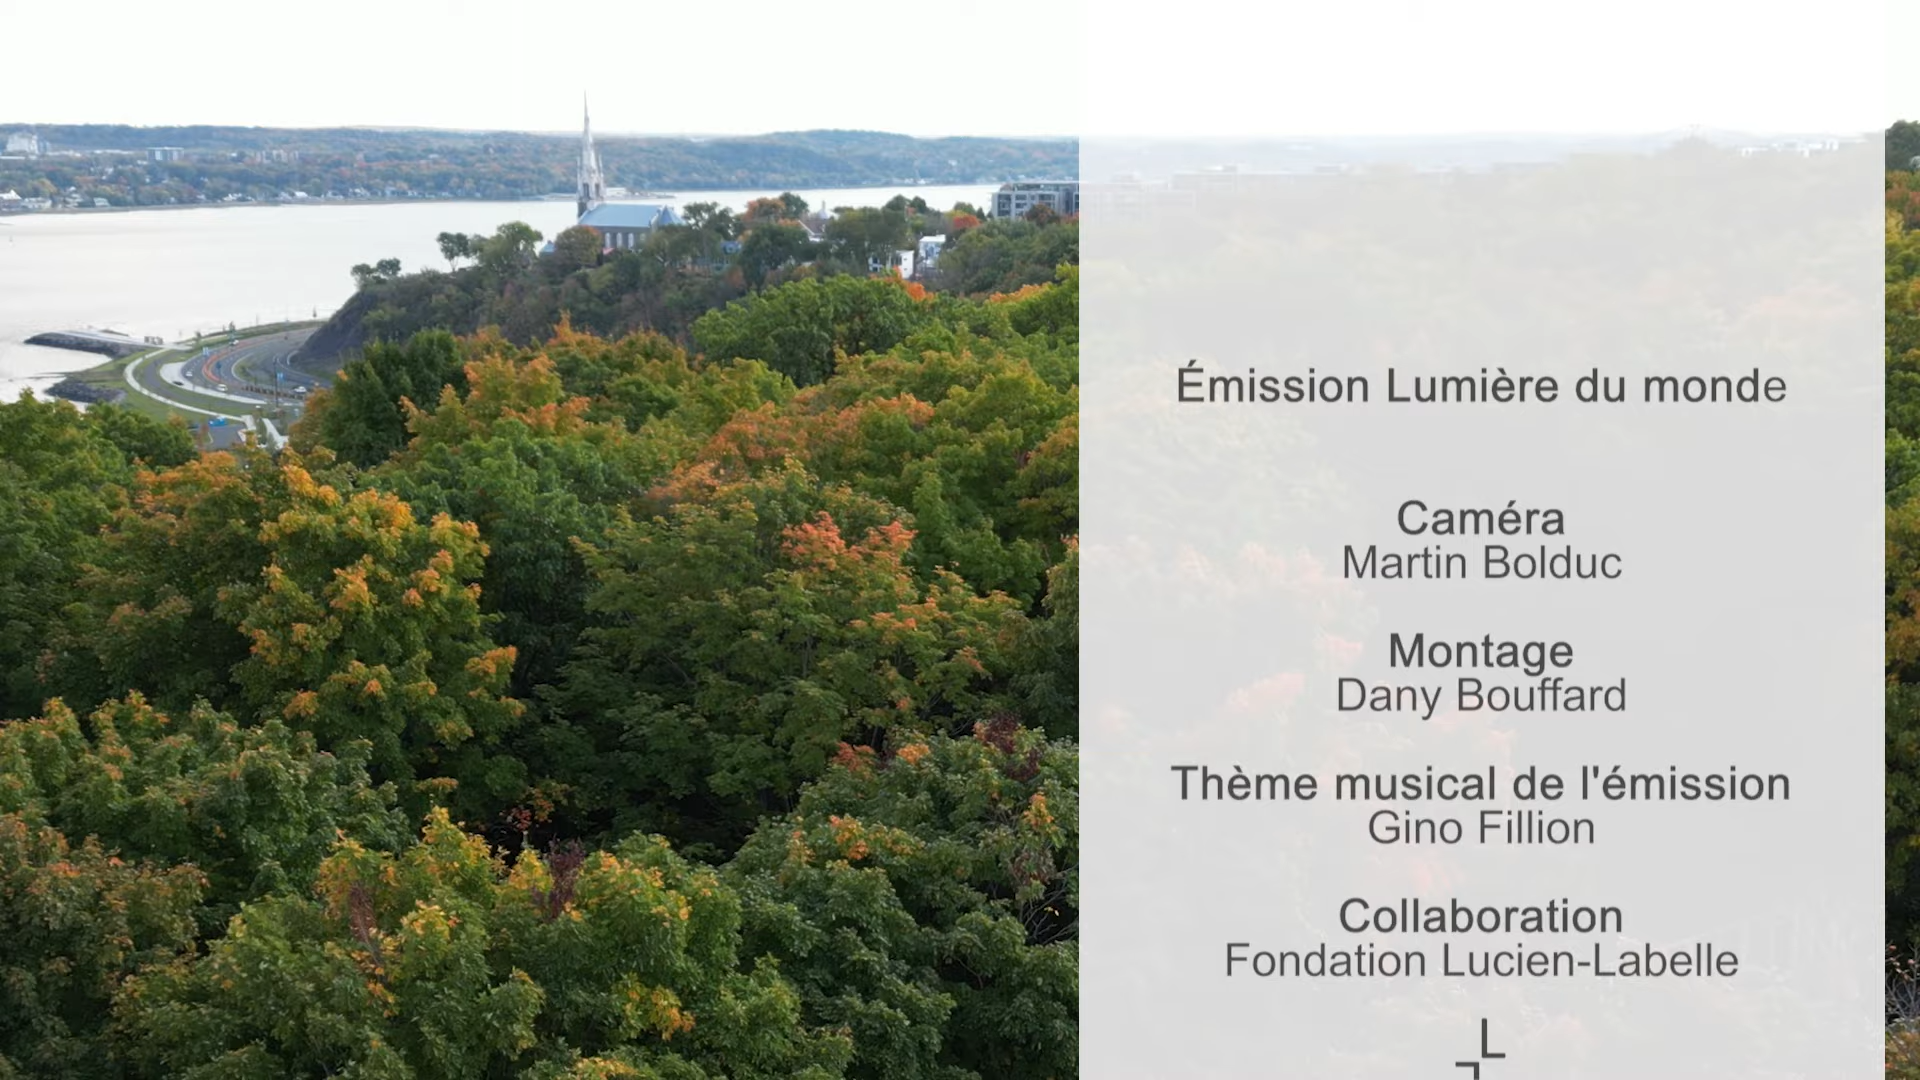 Émission Lumière du monde
Caméra
Martin Bolduc
Montage
Dany Bouffard
Thème musical de l'émission
Gino Fillion
Collaboration
Fondation Lucien-Labelle